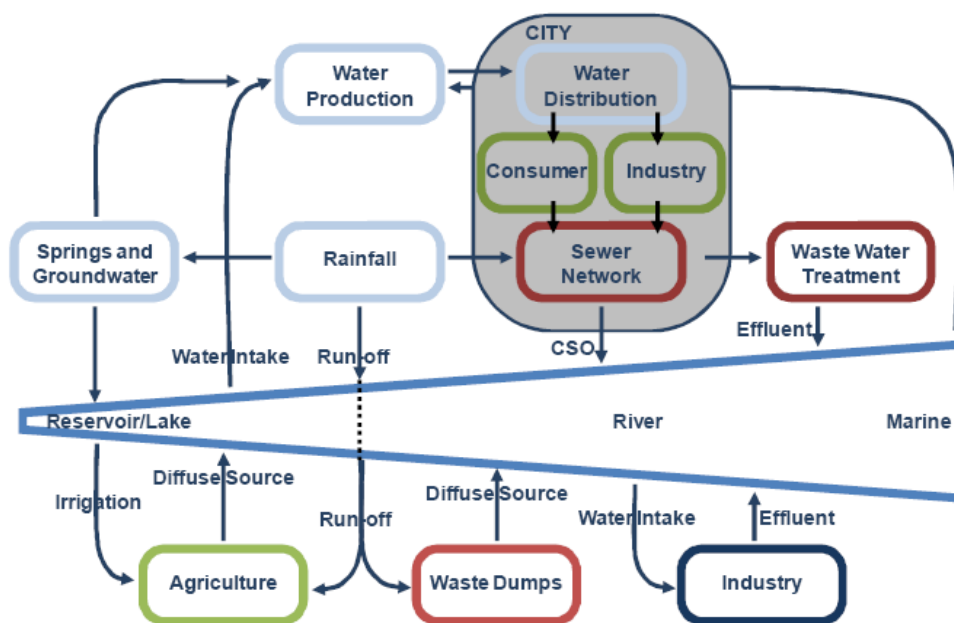 CITY
Water
Production
Water
Distribution
Consumer
Industry
Springs and
Groundwater
Rainfall
Sewer
Network
Waste Water
Treatment
Water Intake
Run-off
CSO
Effluent
Reservoir/Lake
River
Marine
Irrigation
Diffuse Source
Run-off
Diffuse Source
Water Intake
Effluent
Agriculture
Waste Dumps
Industry